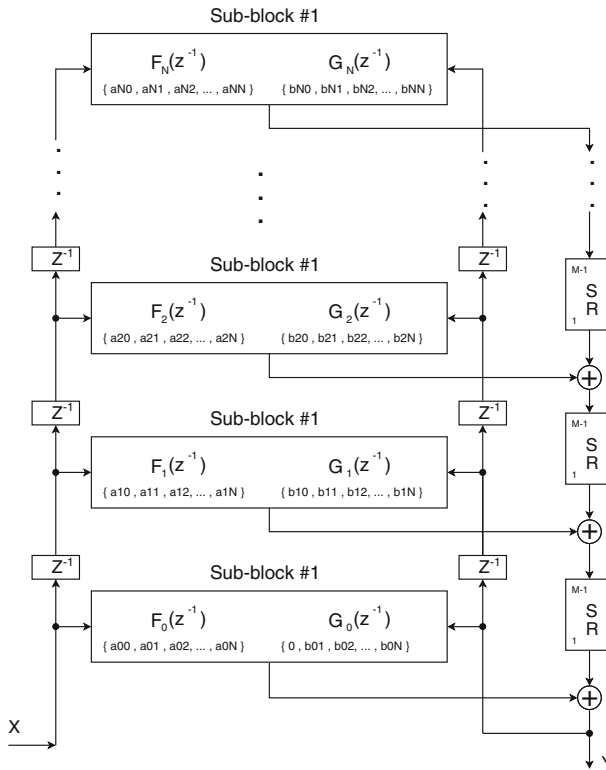 Sub-block #1
F_N(z^-1) G_N(z^-1)
{ aN0 , aN1 , aN2, ... , aNN } { bN0 , bN1 , bN2, ... , bNN }
Z^-1 Z^-1
Sub-block #1
M-1
S
R
1
F_2(z^-1) G_2(z^-1)
{ a20 , a21 , a22, ... , a2N } { b20 , b21 , b22, ... , b2N }
+
Z^-1 Z^-1
Sub-block #1
M-1
S
R
1
F_1(z^-1) G_1(z^-1)
{ a10 , a11 , a12, ... , a1N } { b10 , b11 , b12, ... , b1N }
+
Z^-1 Z^-1
Sub-block #1
M-1
S
R
1
F_0(z^-1) G_0(z^-1)
{ a00 , a01 , a02, ... , a0N } { 0 , b01 , b02, ... , b0N }
+
X
Y